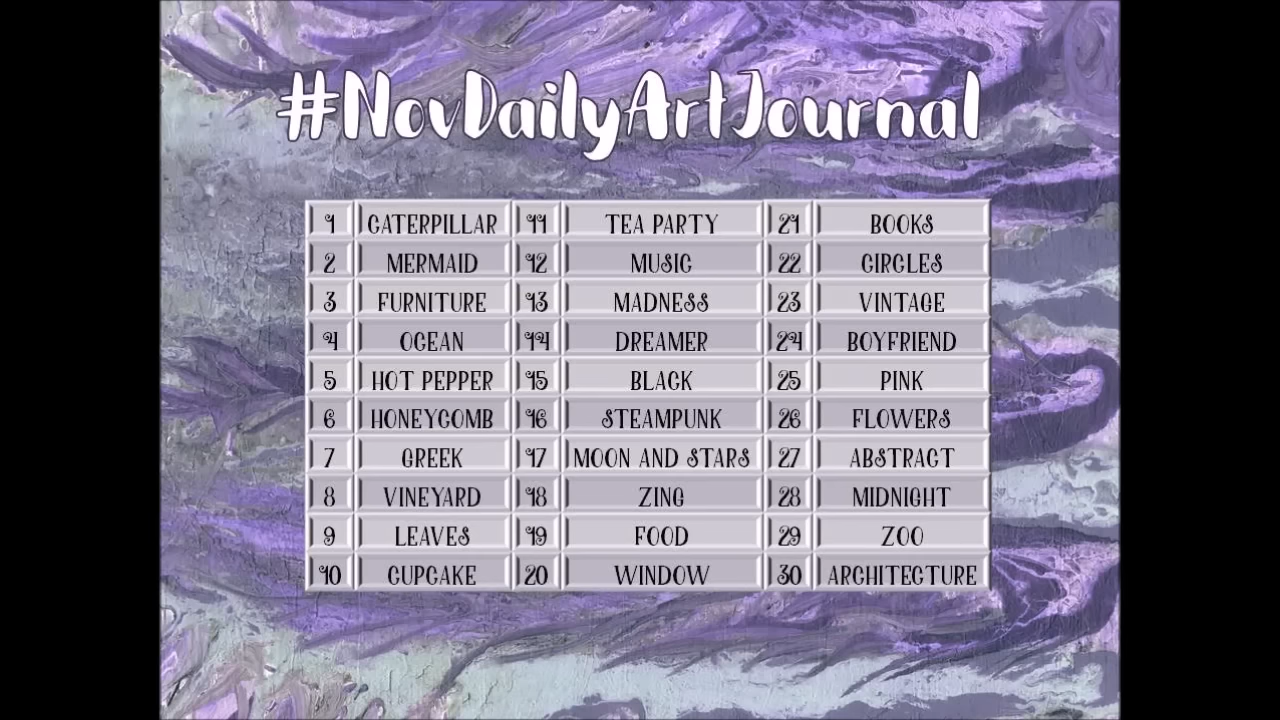 #NovDailyArtJournal
1 CATERPILLAR 11 TEA PARTY 21 BOOKS
2 MERMAID 12 MUSIC 22 CIRCLES
3 FURNITURE 13 MADNESS 23 VINTAGE
4 OCEAN 14 DREAMER 24 BOYFRIEND
5 HOT PEPPER 15 BLACK 25 PINK
6 HONEYCOMB 16 STEAMPUNK 26 FLOWERS
7 GREEK 17 MOON AND STARS 27 ABSTRACT
8 VINEYARD 18 ZING 28 MIDNIGHT
9 LEAVES 19 FOOD 29 ZOO
10 CUPCAKE 20 WINDOW 30 ARCHITECTURE